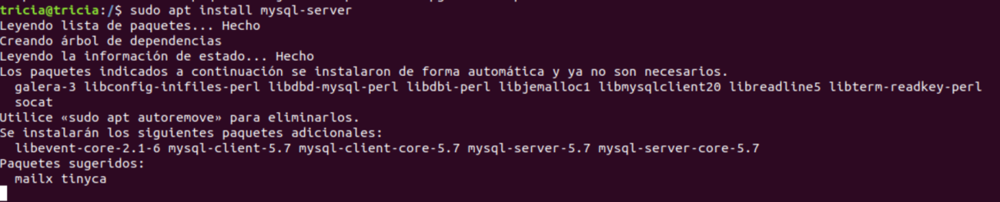 tricia@tricia:/$ sudo apt install mysql-server
Leyendo lista de paquetes... Hecho
Creando árbol de dependencias
Leyendo la información de estado... Hecho
Los paquetes indicados a continuación se instalaron de forma automática y ya no son necesarios.
galera-3 libconfig-inifiles-perl libdbd-mysql-perl libdbi-perl libjemalloc1 libmysqlclient20 libreadline5 libterm-readkey-perl
socat
Utilice «sudo apt autoremove» para eliminarlos.
Se instalarán los siguientes paquetes adicionales:
libevent-core-2.1-6 mysql-client-5.7 mysql-client-core-5.7 mysql-server-5.7 mysql-server-core-5.7
Paquetes sugeridos:
mailx tinyca